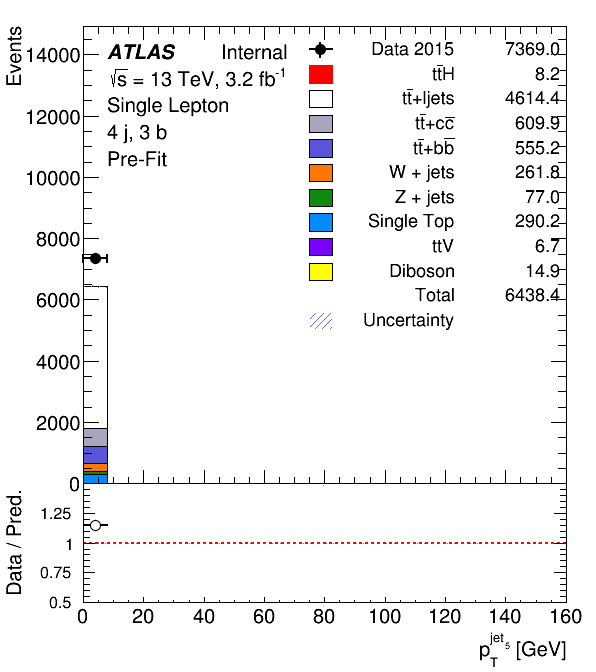 Events
14000
12000
10000
8000
6000
4000
2000
0
ATLAS Internal
√s = 13 TeV, 3.2 fb⁻¹
Single Lepton
4 j, 3 b
Pre-Fit
Data 2015 7369.0
tt̄H 8.2
tt̄+ljets 4614.4
tt̄+cc̄ 609.9
tt̄+bb̄ 555.2
W + jets 261.8
Z + jets 77.0
Single Top 290.2
ttV 6.7
Diboson 14.9
Total 6438.4
Uncertainty
Data / Pred.
1.25
1
0.75
0.5
0 20 40 60 80 100 120 140 160
p_T^{jet_5} [GeV]